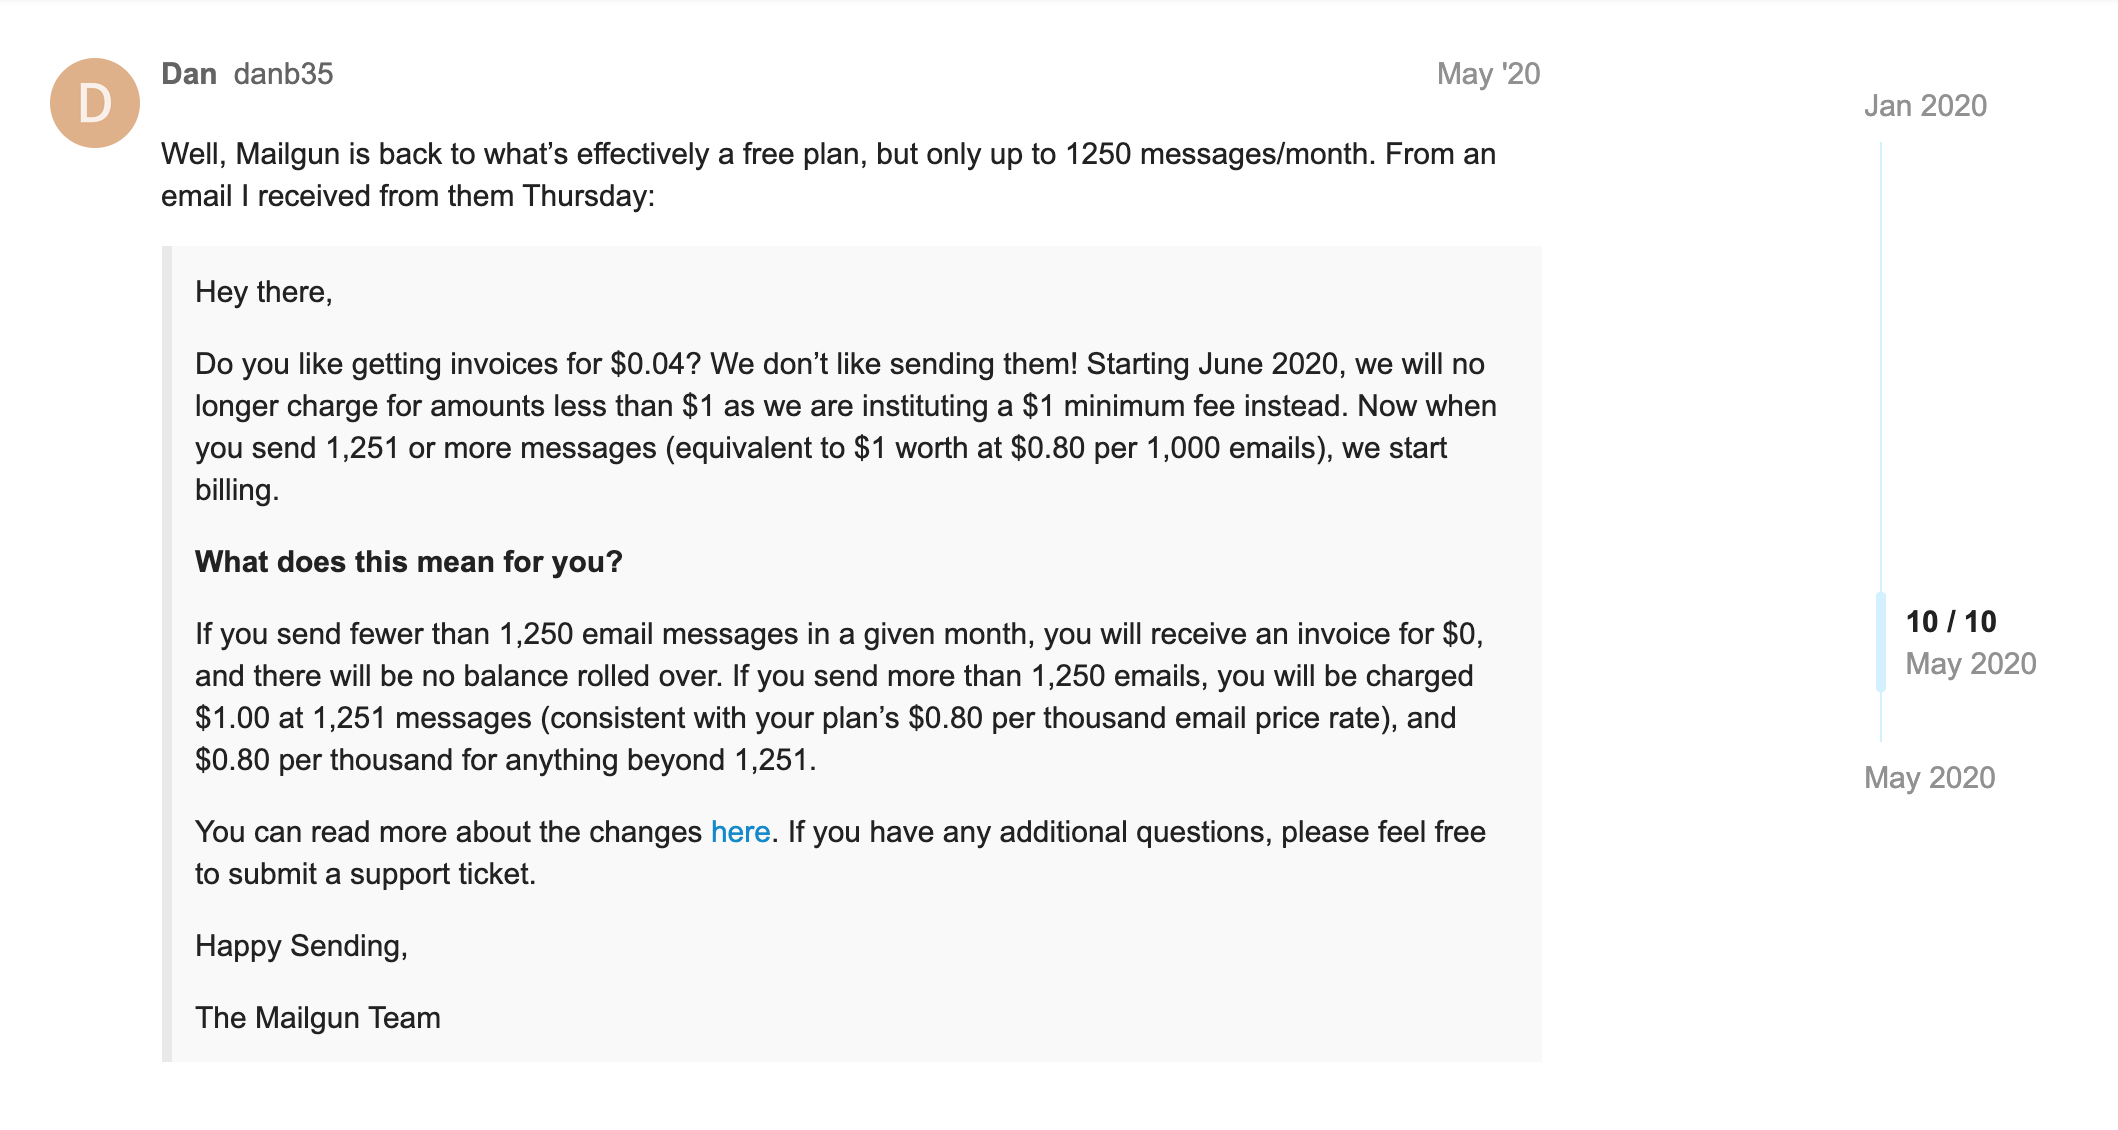 Dan danb35
May '20
D
Well, Mailgun is back to what’s effectively a free plan, but only up to 1250 messages/month. From an
email I received from them Thursday:
Hey there,
Do you like getting invoices for $0.04? We don’t like sending them! Starting June 2020, we will no
longer charge for amounts less than $1 as we are instituting a $1 minimum fee instead. Now when
you send 1,251 or more messages (equivalent to $1 worth at $0.80 per 1,000 emails), we start
billing.
What does this mean for you?
If you send fewer than 1,250 email messages in a given month, you will receive an invoice for $0,
and there will be no balance rolled over. If you send more than 1,250 emails, you will be charged
$1.00 at 1,251 messages (consistent with your plan’s $0.80 per thousand email price rate), and
$0.80 per thousand for anything beyond 1,251.
You can read more about the changes here. If you have any additional questions, please feel free
to submit a support ticket.
Happy Sending,
The Mailgun Team
Jan 2020
10 / 10
May 2020
May 2020